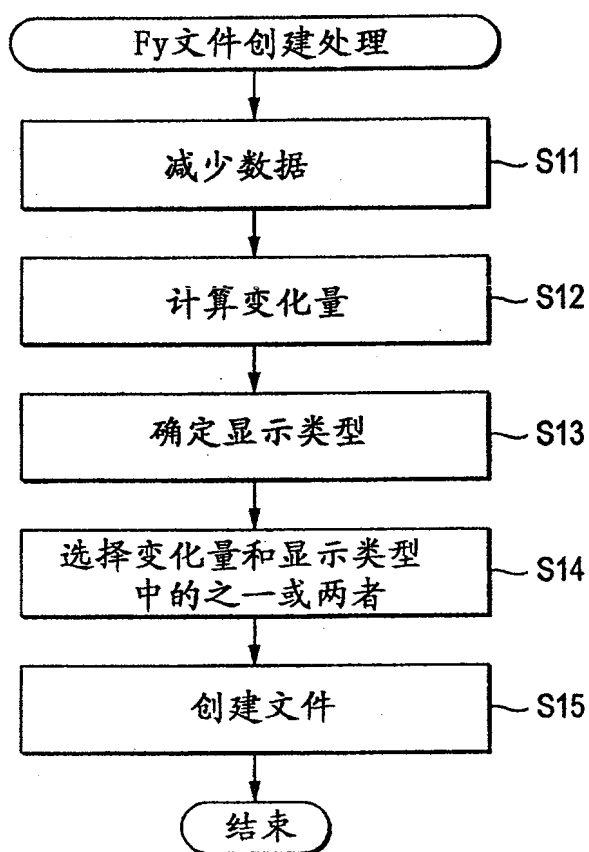 Fy文件创建处理
减少数据
S11
计算变化量
S12
确定显示类型
S13
选择变化量和显示类型
中的之一或两者
S14
创建文件
S15
结束